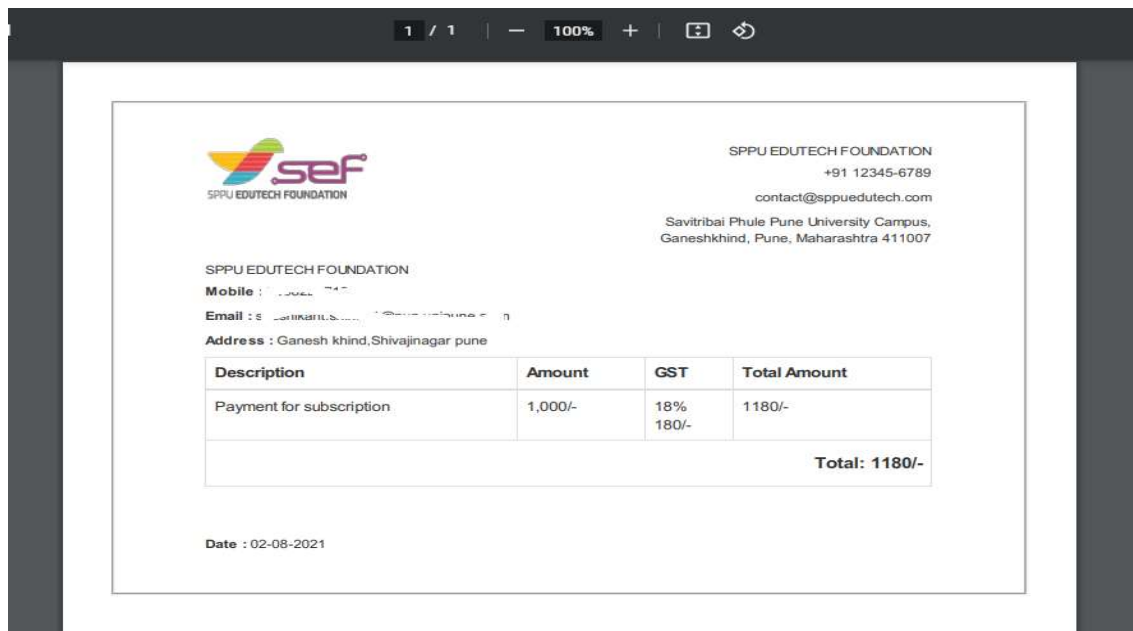 1 / 1 | — 100% +
sef
SPPU EDUTECH FOUNDATION
SPPU EDUTECH FOUNDATION
+91 12345-6789
contact@sppuedutech.com
Savitribai Phule Pune University Campus,
Ganeshkhind, Pune, Maharashtra 411007
SPPU EDUTECH FOUNDATION
Mobile :
Email :
Address : Ganesh khind,Shivajinagar pune
Description Amount GST Total Amount
Payment for subscription 1,000/- 18% 1180/-
180/-
Total: 1180/-
Date : 02-08-2021